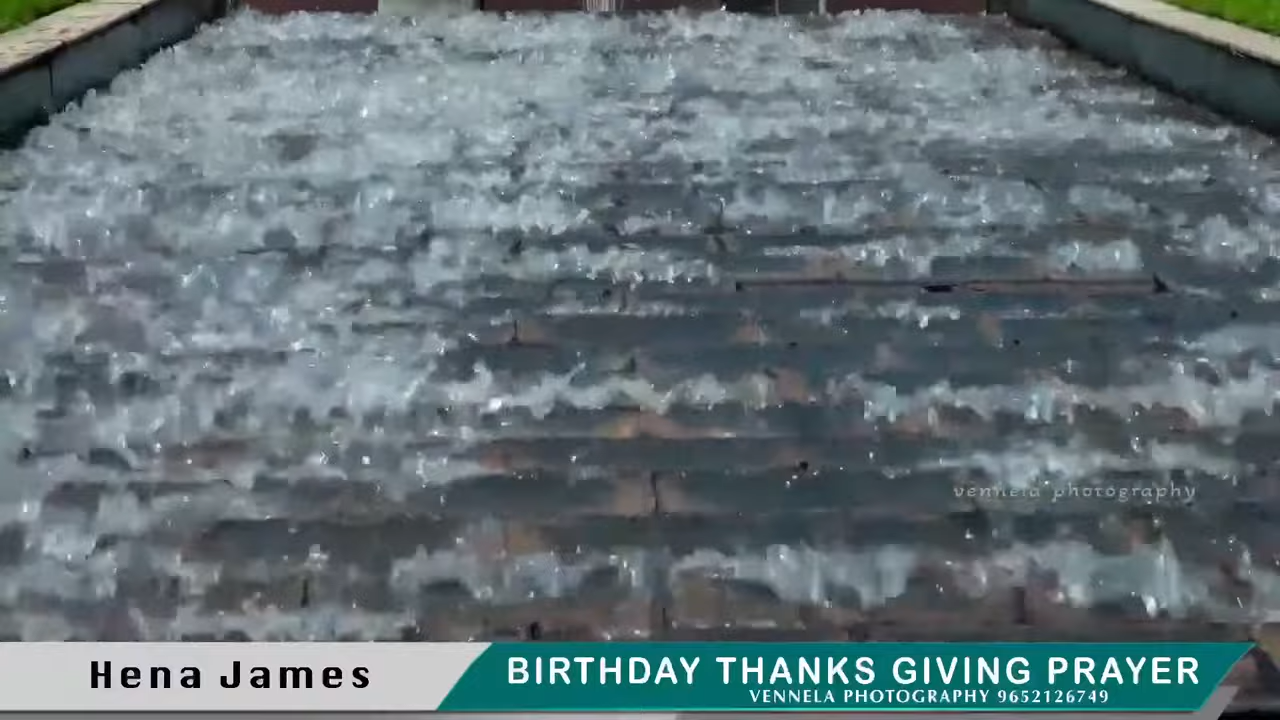 vennela photography
Hena James
BIRTHDAY THANKS GIVING PRAYER
VENNELA PHOTOGRAPHY 9652126749